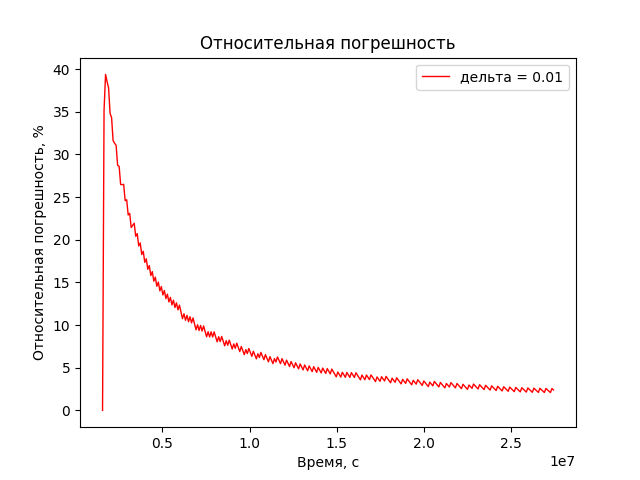 Относительная погрешность
дельта = 0.01
Относительная погрешность, %
40
35
30
25
20
15
10
5
0
0.5 1.0 1.5 2.0 2.5
1e7
Время, с